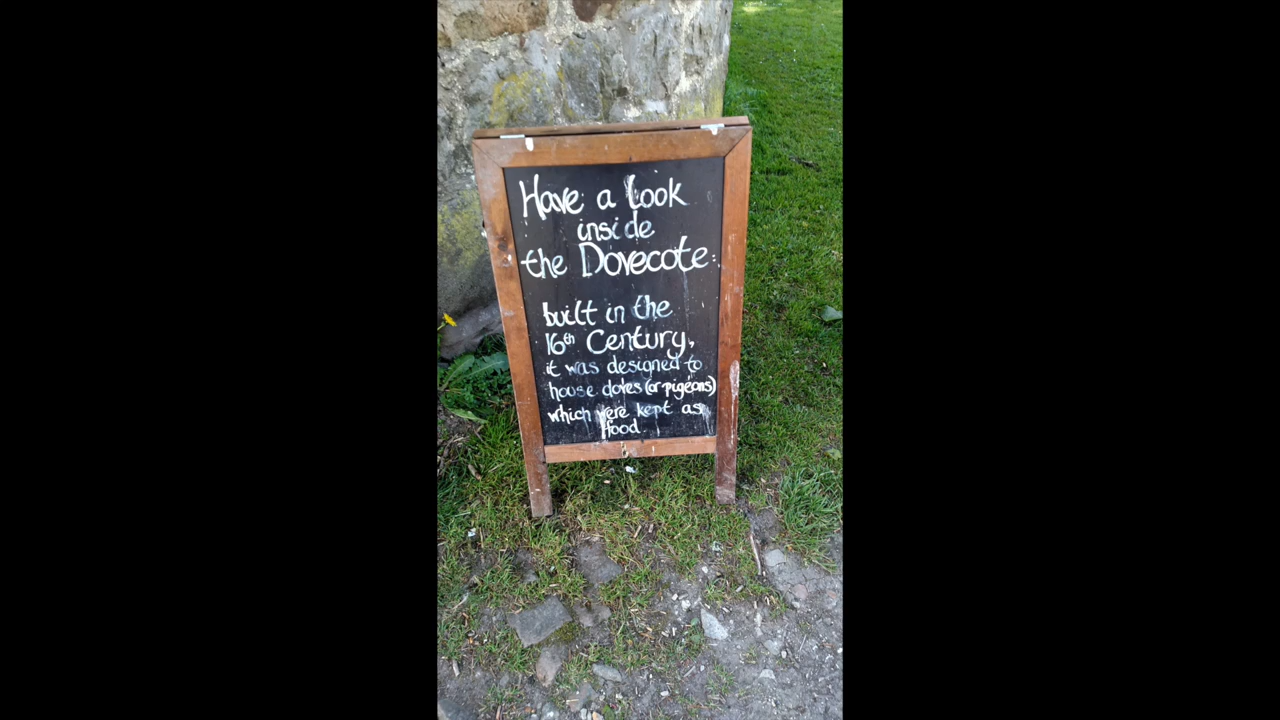 Have a look
inside
the Dovecote:
built in the
16th Century,
it was designed to
house doves (or pigeons)
which were kept as
food.